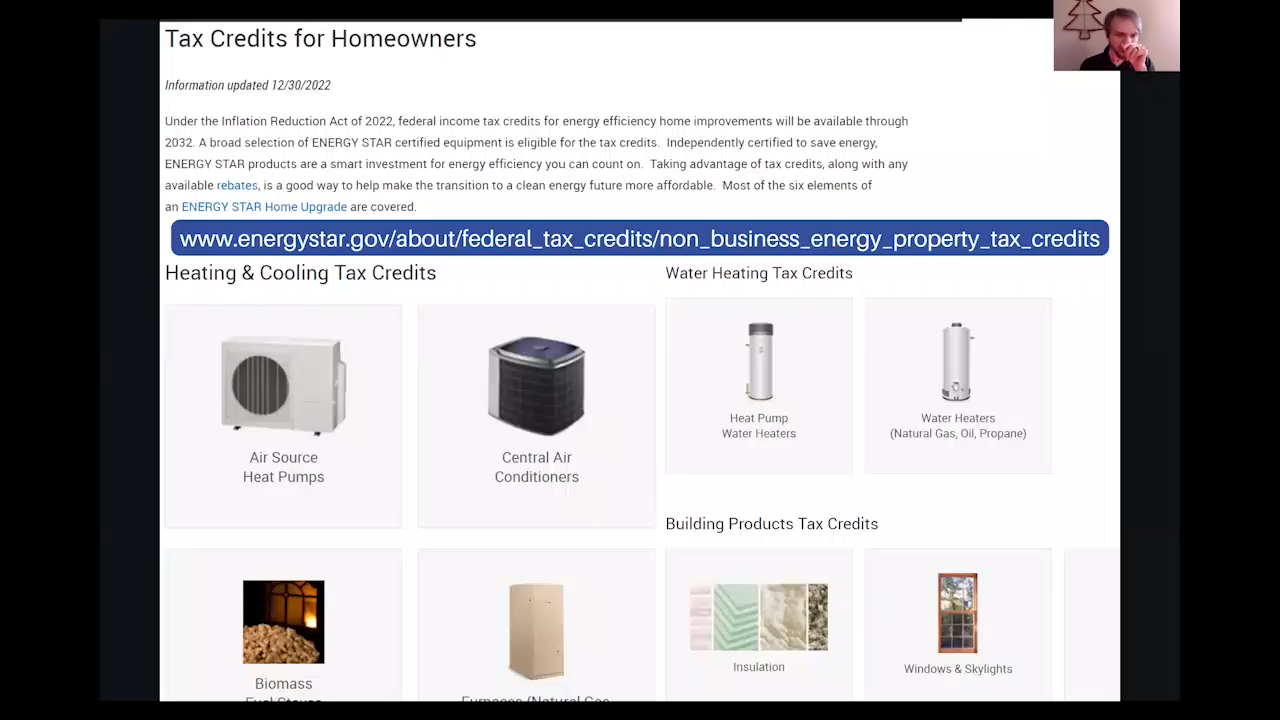 Tax Credits for Homeowners
Information updated 12/30/2022
Under the Inflation Reduction Act of 2022, federal income tax credits for energy efficiency home improvements will be available through
2032. A broad selection of ENERGY STAR certified equipment is eligible for the tax credits. Independently certified to save energy,
ENERGY STAR products are a smart investment for energy efficiency you can count on. Taking advantage of tax credits, along with any
available rebates, is a good way to help make the transition to a clean energy future more affordable. Most of the six elements of
an ENERGY STAR Home Upgrade are covered.
www.energystar.gov/about/federal_tax_credits/non_business_energy_property_tax_credits
Heating & Cooling Tax Credits
Air Source
Heat Pumps
Central Air
Conditioners
Biomass
Fuel Stoves
Furnaces (Natural Gas
Water Heating Tax Credits
Heat Pump
Water Heaters
Water Heaters
(Natural Gas, Oil, Propane)
Building Products Tax Credits
Insulation
Windows & Skylights